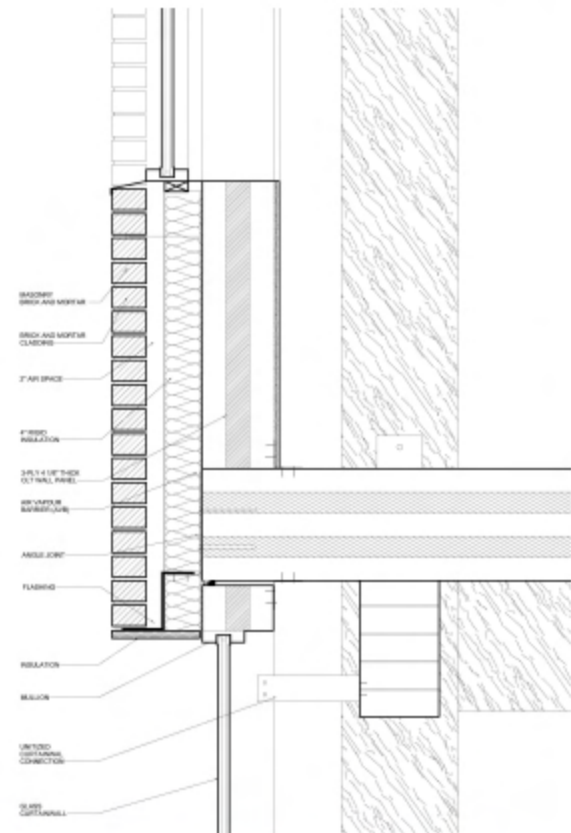 MASONRY
BRICK AND MORTAR
BRICK AND MORTAR
CLADDING
2" AIR SPACE
4" RIGID
INSULATION
3-PLY 4 1/8" THICK
CLT WALL PANEL
AIR VAPOUR
BARRIER (AVB)
ANGLE JOINT
FLASHING
INSULATION
MULLION
UNITIZED
CURTAINWALL
CONNECTION
GLASS
CURTAINWALL